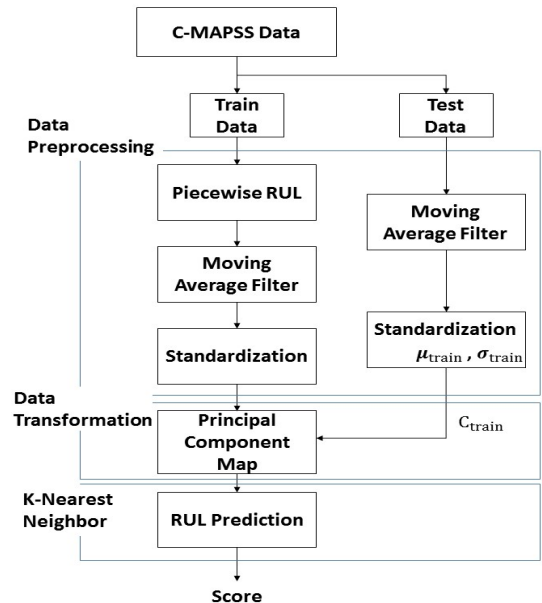 C-MAPSS Data
Train
Data
Test
Data
Data
Preprocessing
Piecewise RUL
Moving
Average Filter
Moving
Average Filter
Standardization
μtrain , σtrain
Standardization
Data
Transformation
Principal
Component
Map
Ctrain
K-Nearest
Neighbor
RUL Prediction
Score